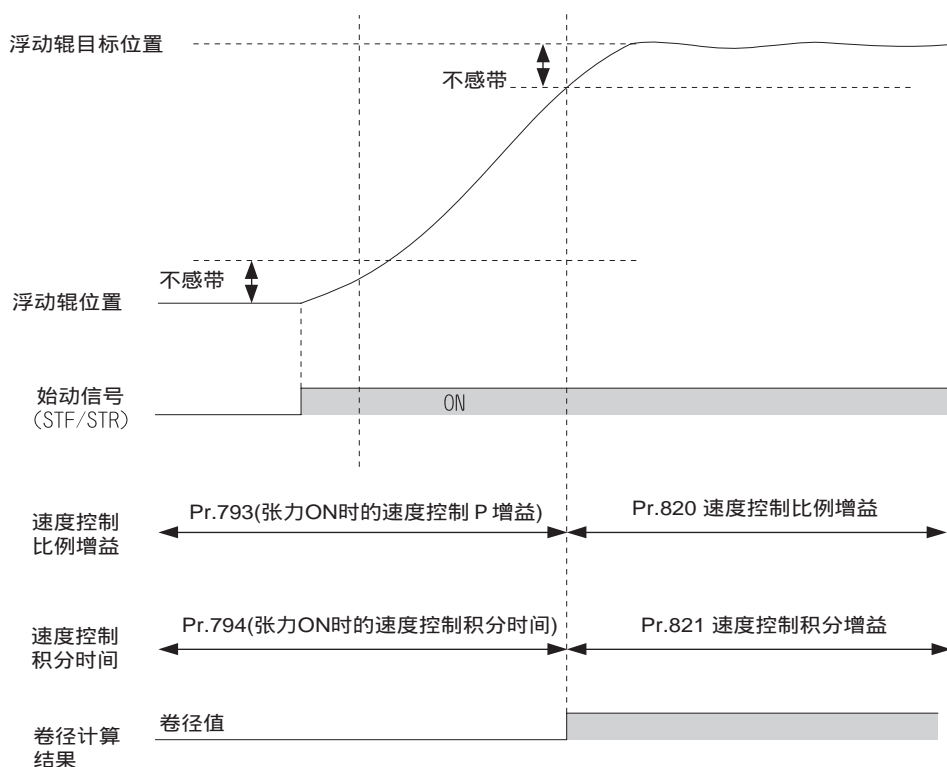 浮动辊目标位置
不感带
不感带
浮动辊位置
始动信号
(STF/STR)
ON
速度控制
比例增益
Pr.793(张力ON时的速度控制 P 增益)
Pr.820 速度控制比例增益
速度控制
积分时间
Pr.794(张力ON时的速度控制积分时间)
Pr.821 速度控制积分增益
卷径计算
结果
卷径值